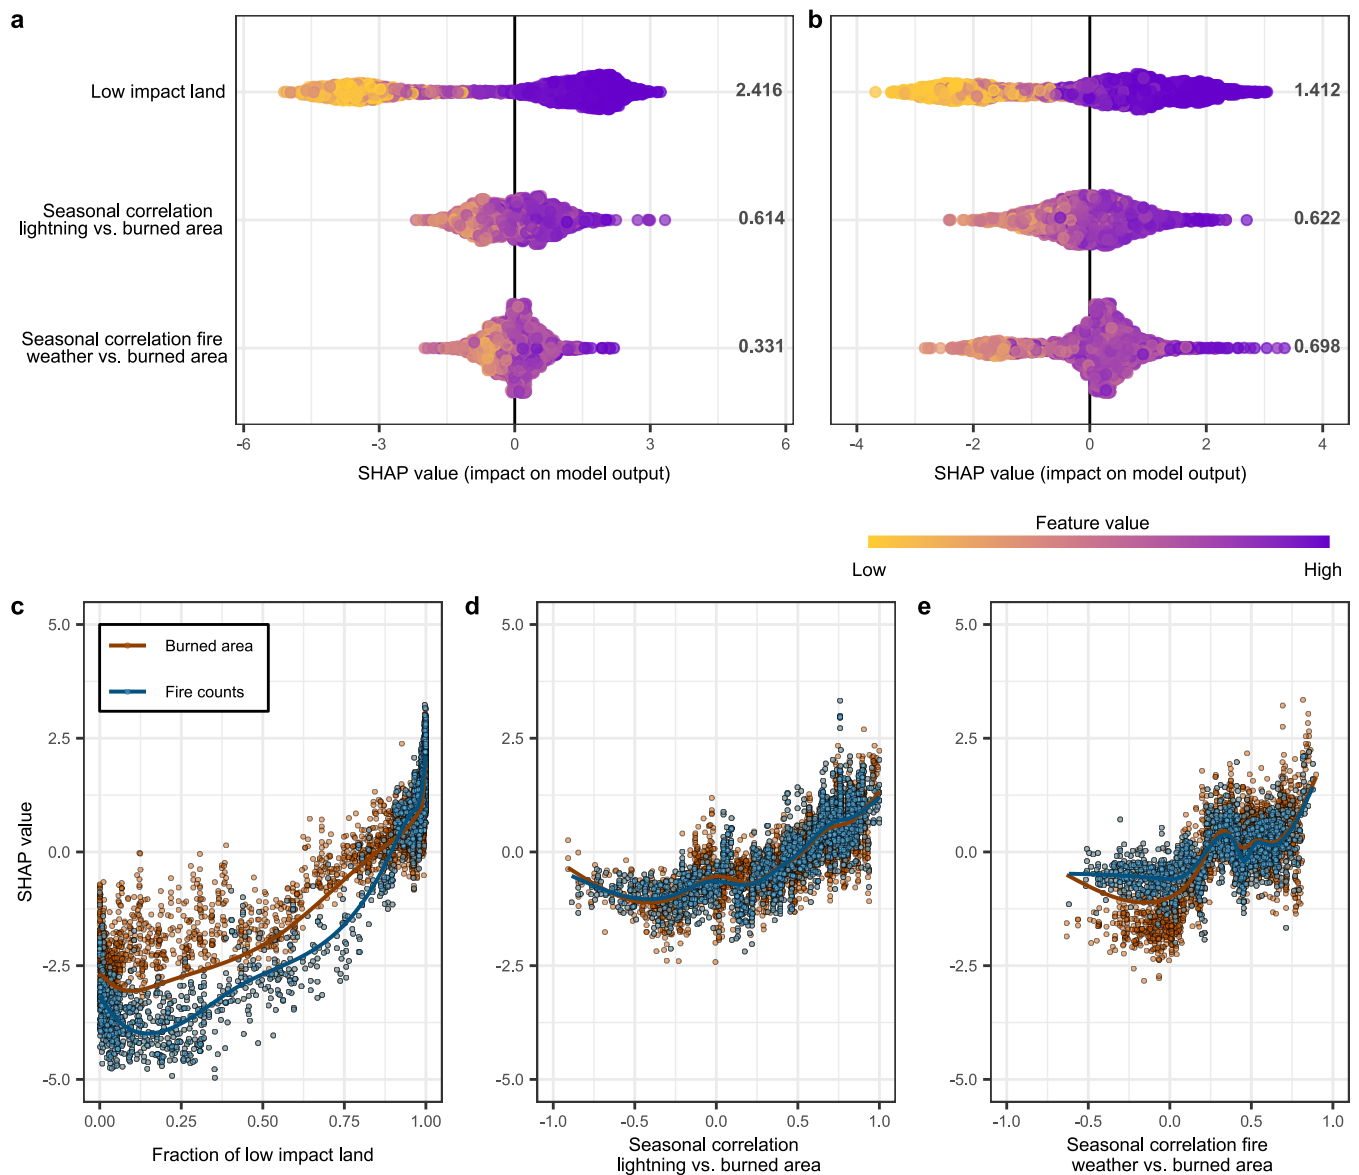 a
b
Low impact land
2.416
1.412
Seasonal correlation
lightning vs. burned area
0.614
0.622
Seasonal correlation fire
weather vs. burned area
0.331
0.698
-6
-3
0
3
6
-4
-2
0
2
4
SHAP value (impact on model output)
SHAP value (impact on model output)
Feature value
Low
High
c
d
e
5.0
2.5
0.0
-2.5
-5.0
SHAP value
Burned area
Fire counts
0.00
0.25
0.50
0.75
1.00
Fraction of low impact land
5.0
2.5
0.0
-2.5
-5.0
-1.0
-0.5
0.0
0.5
1.0
Seasonal correlation
lightning vs. burned area
5.0
2.5
0.0
-2.5
-5.0
-1.0
-0.5
0.0
0.5
1.0
Seasonal correlation fire
weather vs. burned area